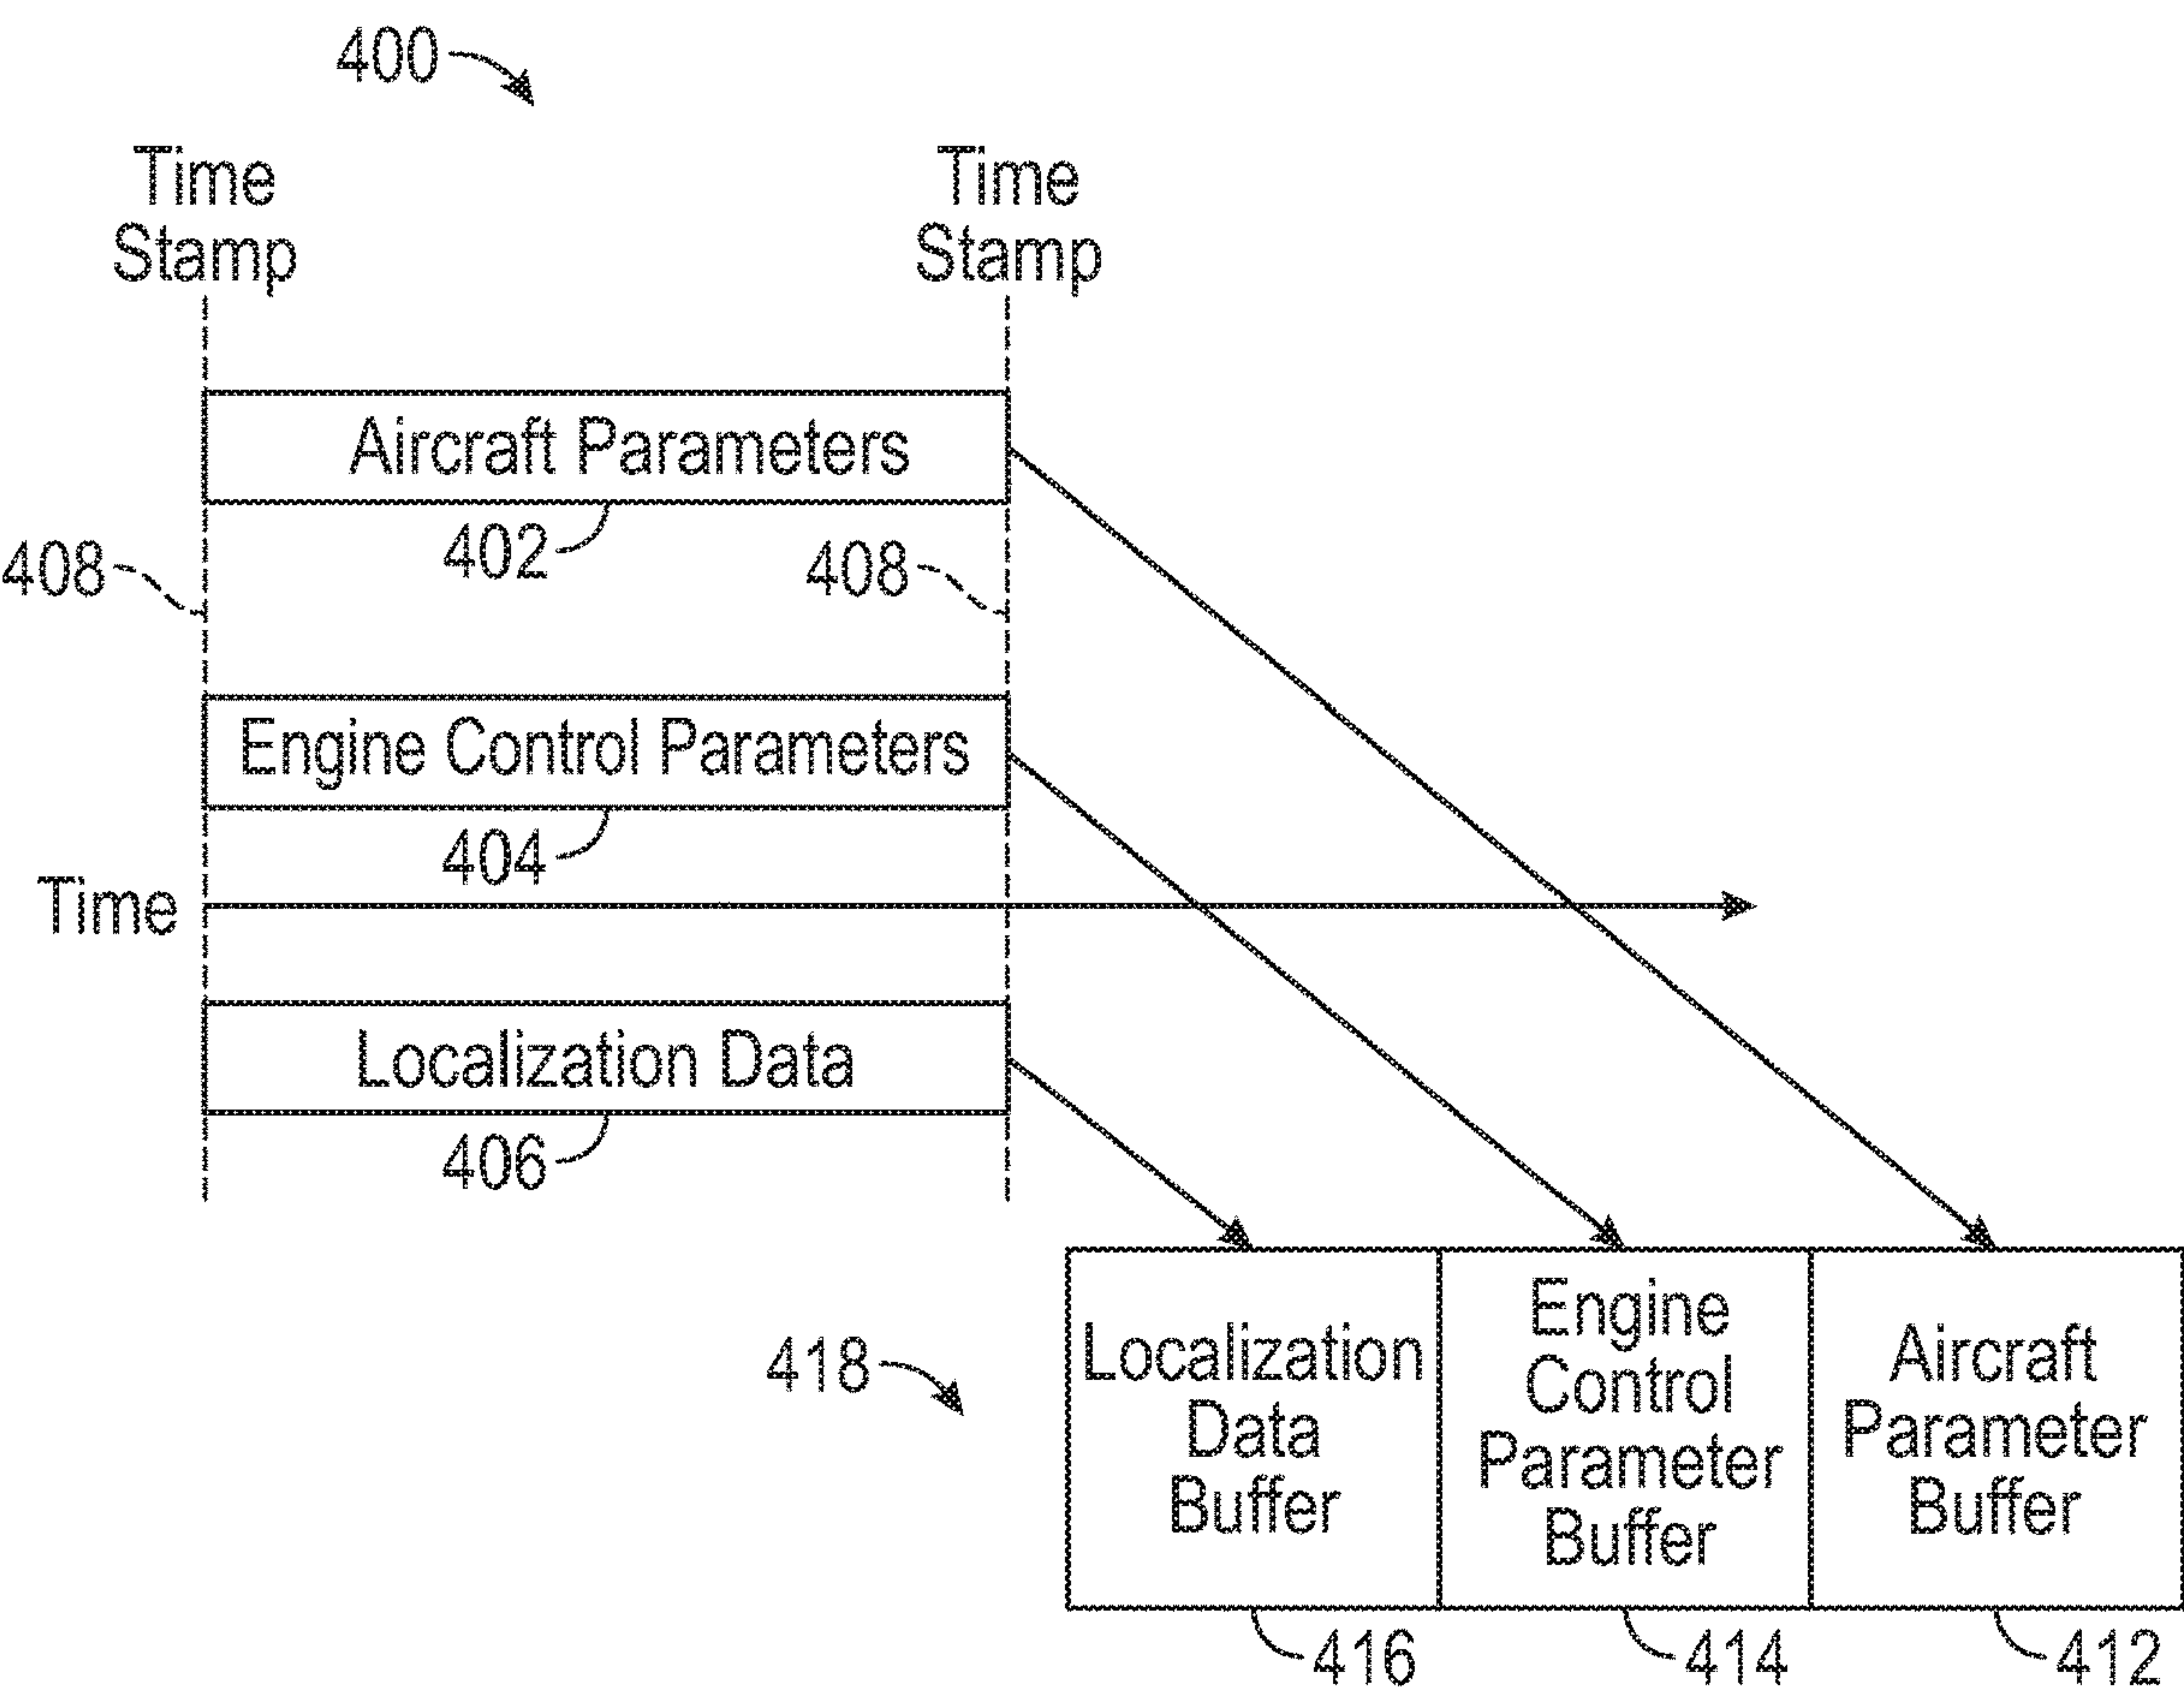 400
Time
Stamp
Time
Stamp
Aircraft Parameters
402
408
408
Engine Control Parameters
404
Time
Localization Data
406
418
Localization
Data
Buffer
Engine
Control
Parameter
Buffer
Aircraft
Parameter
Buffer
416
414
412